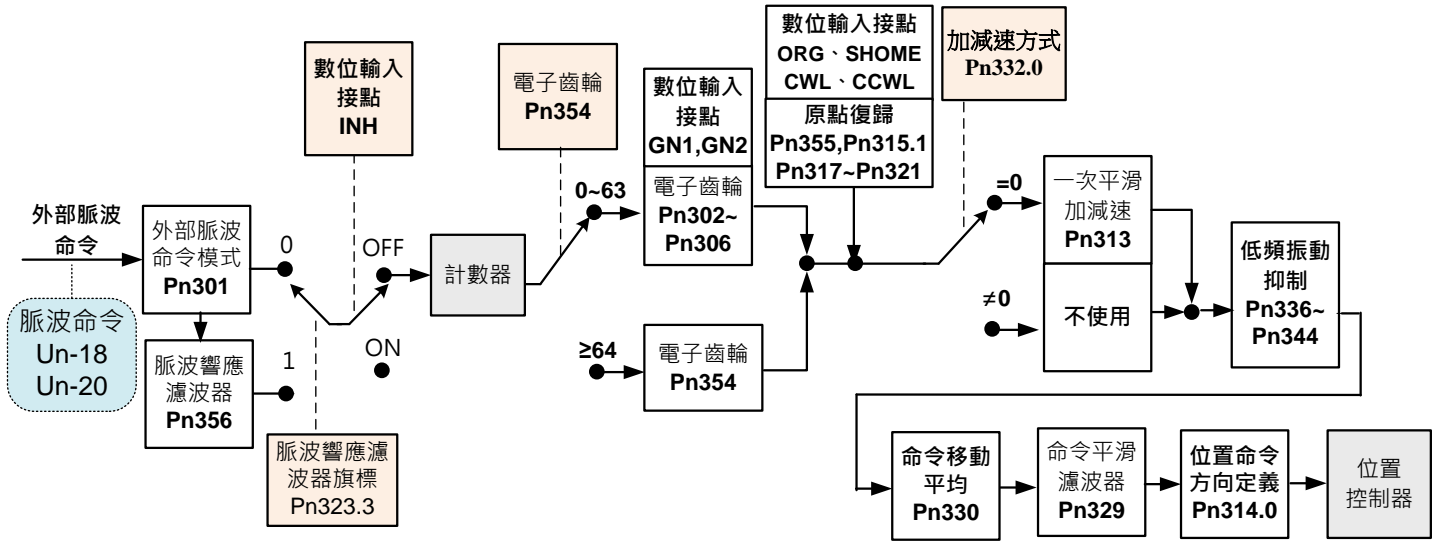 外部脈波
命令
脈波命令
Un-18
Un-20
外部脈波
命令模式
Pn301
脈波響應
濾波器
Pn356
0
1
數位輸入
接點
INH
脈波響應濾
波器旗標
Pn323.3
OFF
ON
計數器
電子齒輪
Pn354
0~63
≥64
數位輸入
接點
GN1,GN2
電子齒輪
Pn302~
Pn306
電子齒輪
Pn354
數位輸入接點
ORG、SHOME
CWL、CCWL
原點復歸
Pn355,Pn315.1
Pn317~Pn321
加減速方式
Pn332.0
=0
≠0
一次平滑
加減速
Pn313
不使用
低頻振動
抑制
Pn336~
Pn344
命令移動
平均
Pn330
命令平滑
濾波器
Pn329
位置命令
方向定義
Pn314.0
位置
控制器